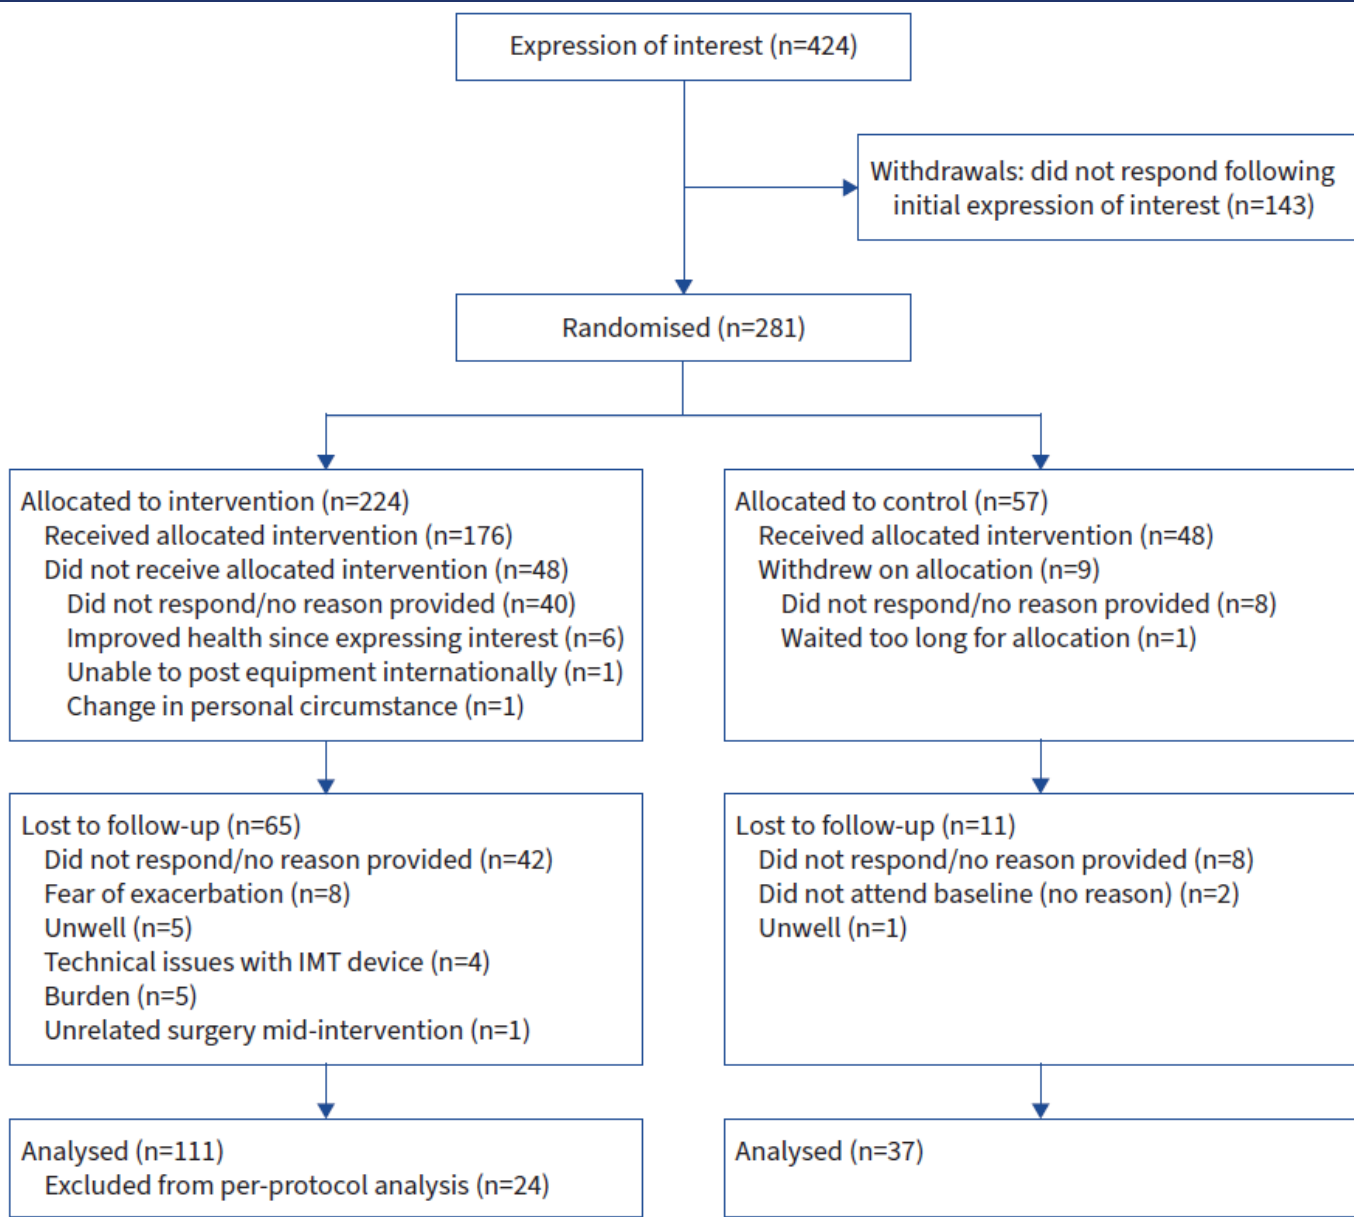 Expression of interest (n=424)
Withdrawals: did not respond following
initial expression of interest (n=143)
Randomised (n=281)
Allocated to intervention (n=224)
Received allocated intervention (n=176)
Did not receive allocated intervention (n=48)
Did not respond/no reason provided (n=40)
Improved health since expressing interest (n=6)
Unable to post equipment internationally (n=1)
Change in personal circumstance (n=1)
Allocated to control (n=57)
Received allocated intervention (n=48)
Withdrew on allocation (n=9)
Did not respond/no reason provided (n=8)
Waited too long for allocation (n=1)
Lost to follow-up (n=65)
Did not respond/no reason provided (n=42)
Fear of exacerbation (n=8)
Unwell (n=5)
Technical issues with IMT device (n=4)
Burden (n=5)
Unrelated surgery mid-intervention (n=1)
Lost to follow-up (n=11)
Did not respond/no reason provided (n=8)
Did not attend baseline (no reason) (n=2)
Unwell (n=1)
Analysed (n=111)
Excluded from per-protocol analysis (n=24)
Analysed (n=37)